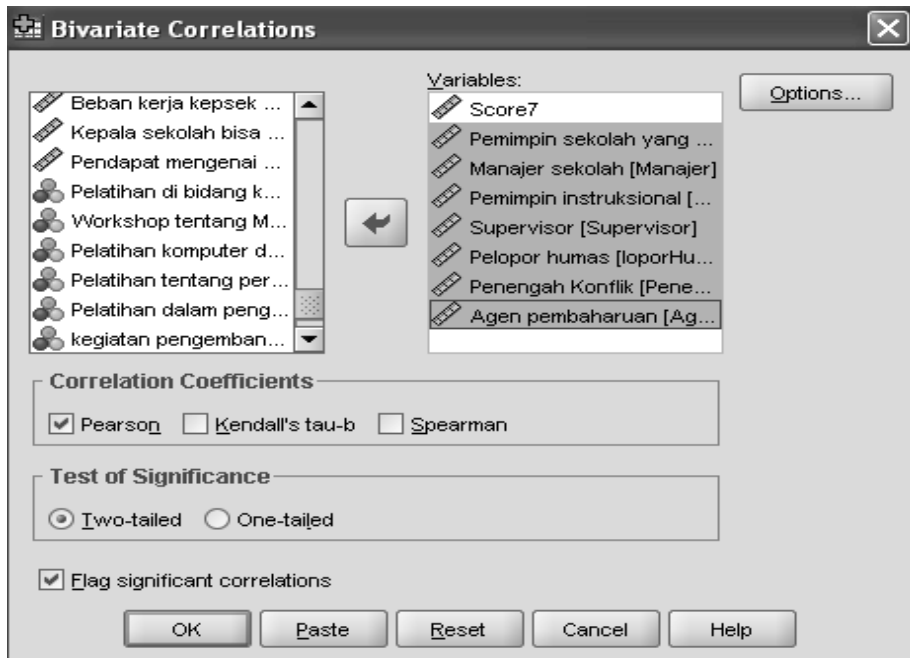 Bivariate Correlations
Beban kerja kepsek ...
Kepala sekolah bisa ...
Pendapat mengenai ...
Pelatihan di bidang k...
Workshop tentang M...
Pelatihan komputer d...
Pelatihan tentang per...
Pelatihan dalam peng...
kegiatan pengemban...
Variables:
Score7
Pemimpin sekolah yang ...
Manajer sekolah [Manajer]
Pemimpin instruksional [...
Supervisor [Supervisor]
Pelopor humas [loporHu...
Penengah Konflik [Pene...
Agen pembaharuan [Ag...
Options...
Correlation Coefficients
Pearson Kendall's tau-b Spearman
Test of Significance
Two-tailed One-tailed
Flag significant correlations
OK Paste Reset Cancel Help